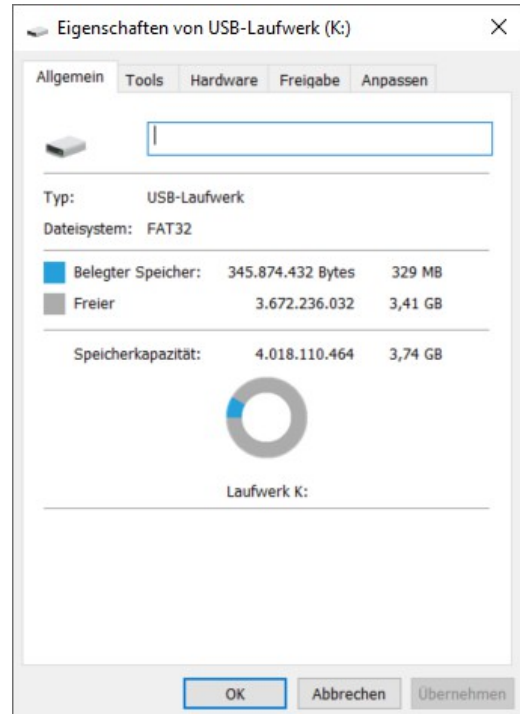 Eigenschaften von USB-Laufwerk (K:)
Allgemein Tools Hardware Freigabe Anpassen
Typ: USB-Laufwerk
Dateisystem: FAT32
Belegter Speicher: 345.874.432 Bytes 329 MB
Freier 3.672.236.032 3,41 GB
Speicherkapazität: 4.018.110.464 3,74 GB
Laufwerk K:
OK Abbrechen Übernehmen